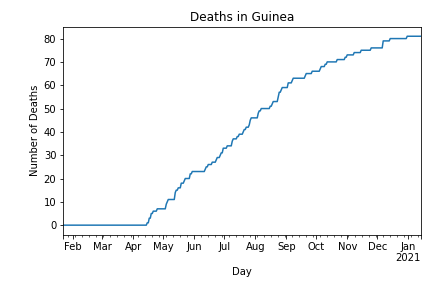 Deaths in Guinea
Number of Deaths
80
70
60
50
40
30
20
10
0
Feb Mar Apr May Jun Jul Aug Sep Oct Nov Dec Jan
2021
Day